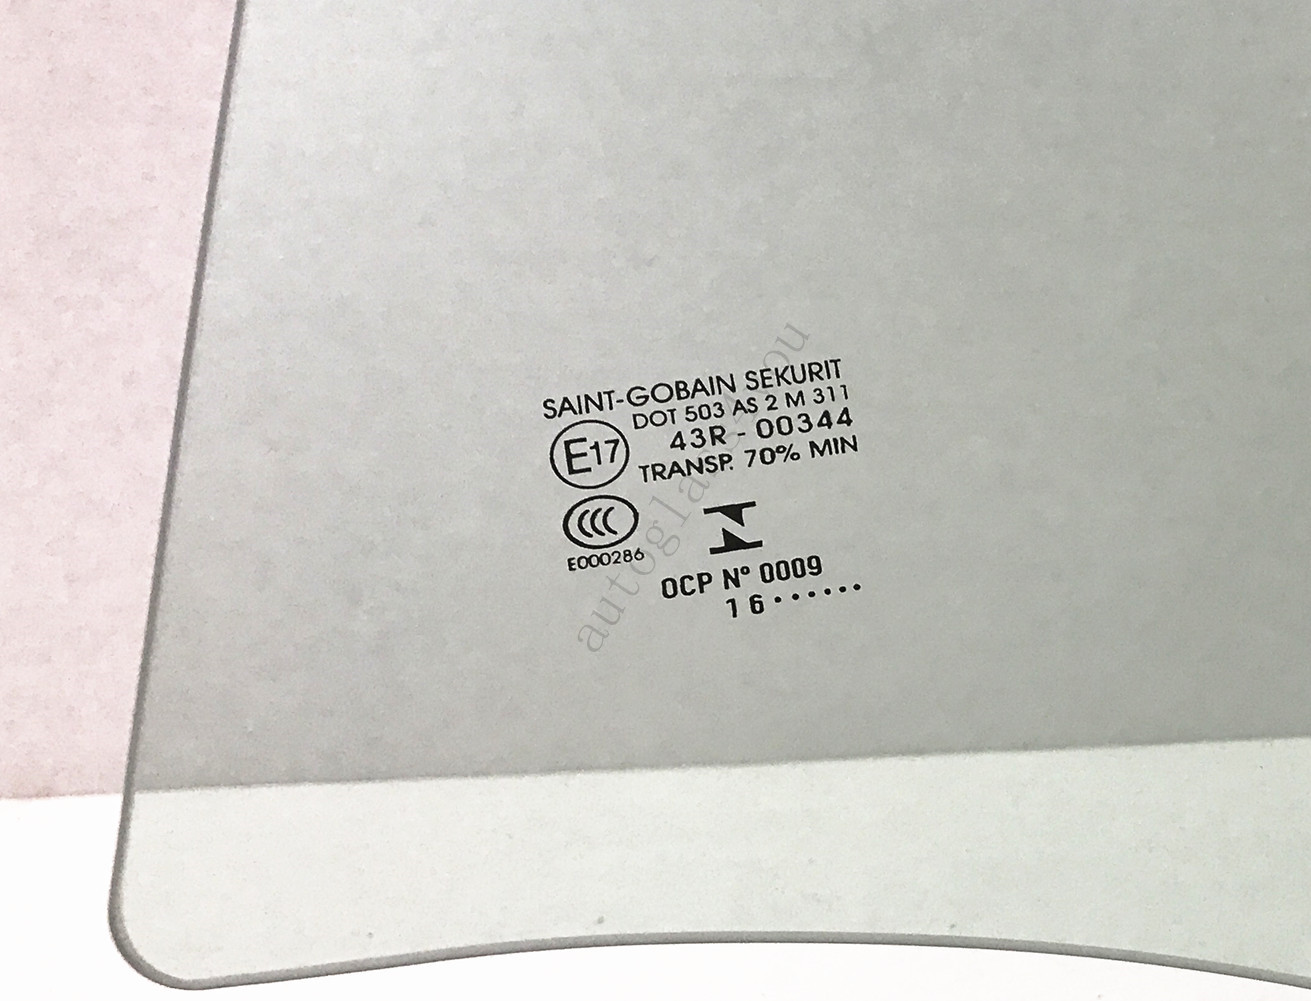 SAINT-GOBAIN SEKURIT
DOT 503 AS 2 M 311
E17
43R - 00344
TRANSP. 70% MIN
CCC
E000286
OCP Nº 0009
16······